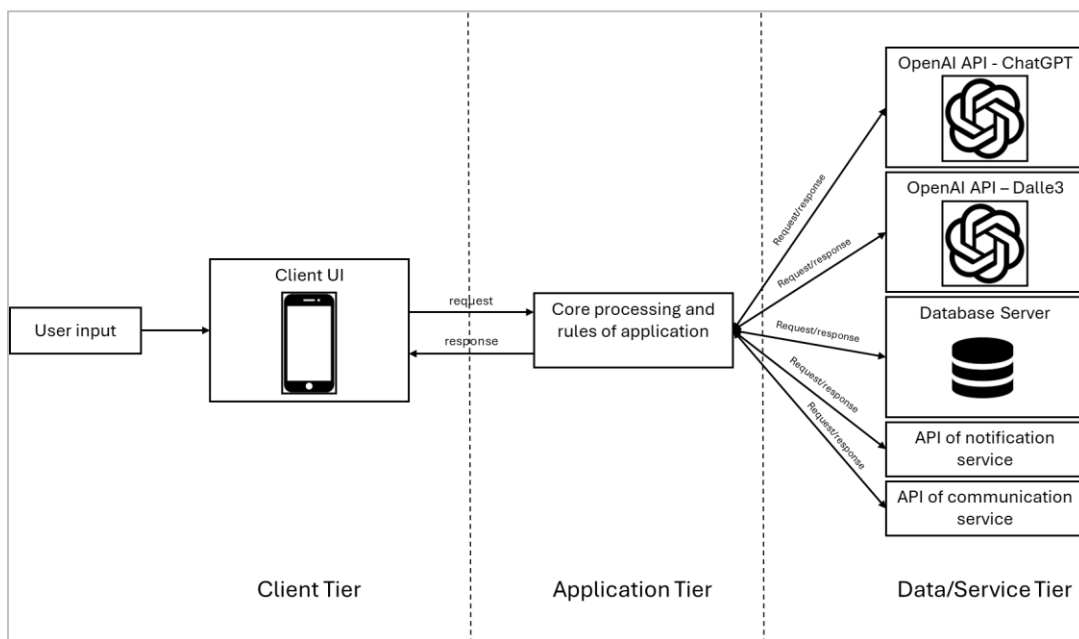 User input
Client UI
request
response
Core processing and
rules of application
Request/response
Request/response
Request/response
Request/response
Request/response
OpenAI API - ChatGPT
OpenAI API – Dalle3
Database Server
API of notification
service
API of communication
service
Client Tier
Application Tier
Data/Service Tier